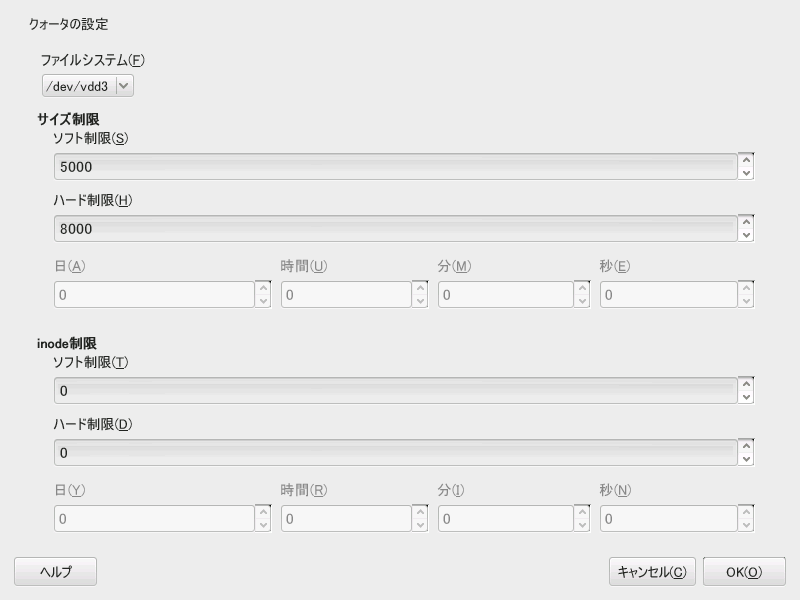 クォータの設定
ファイルシステム(F)
/dev/vdd3
サイズ制限
ソフト制限(S)
5000
ハード制限(H)
8000
日(A) 時間(U) 分(M) 秒(E)
0 0 0 0
inode制限
ソフト制限(T)
0
ハード制限(D)
0
日(Y) 時間(R) 分(I) 秒(N)
0 0 0 0
ヘルプ キャンセル(C) OK(O)